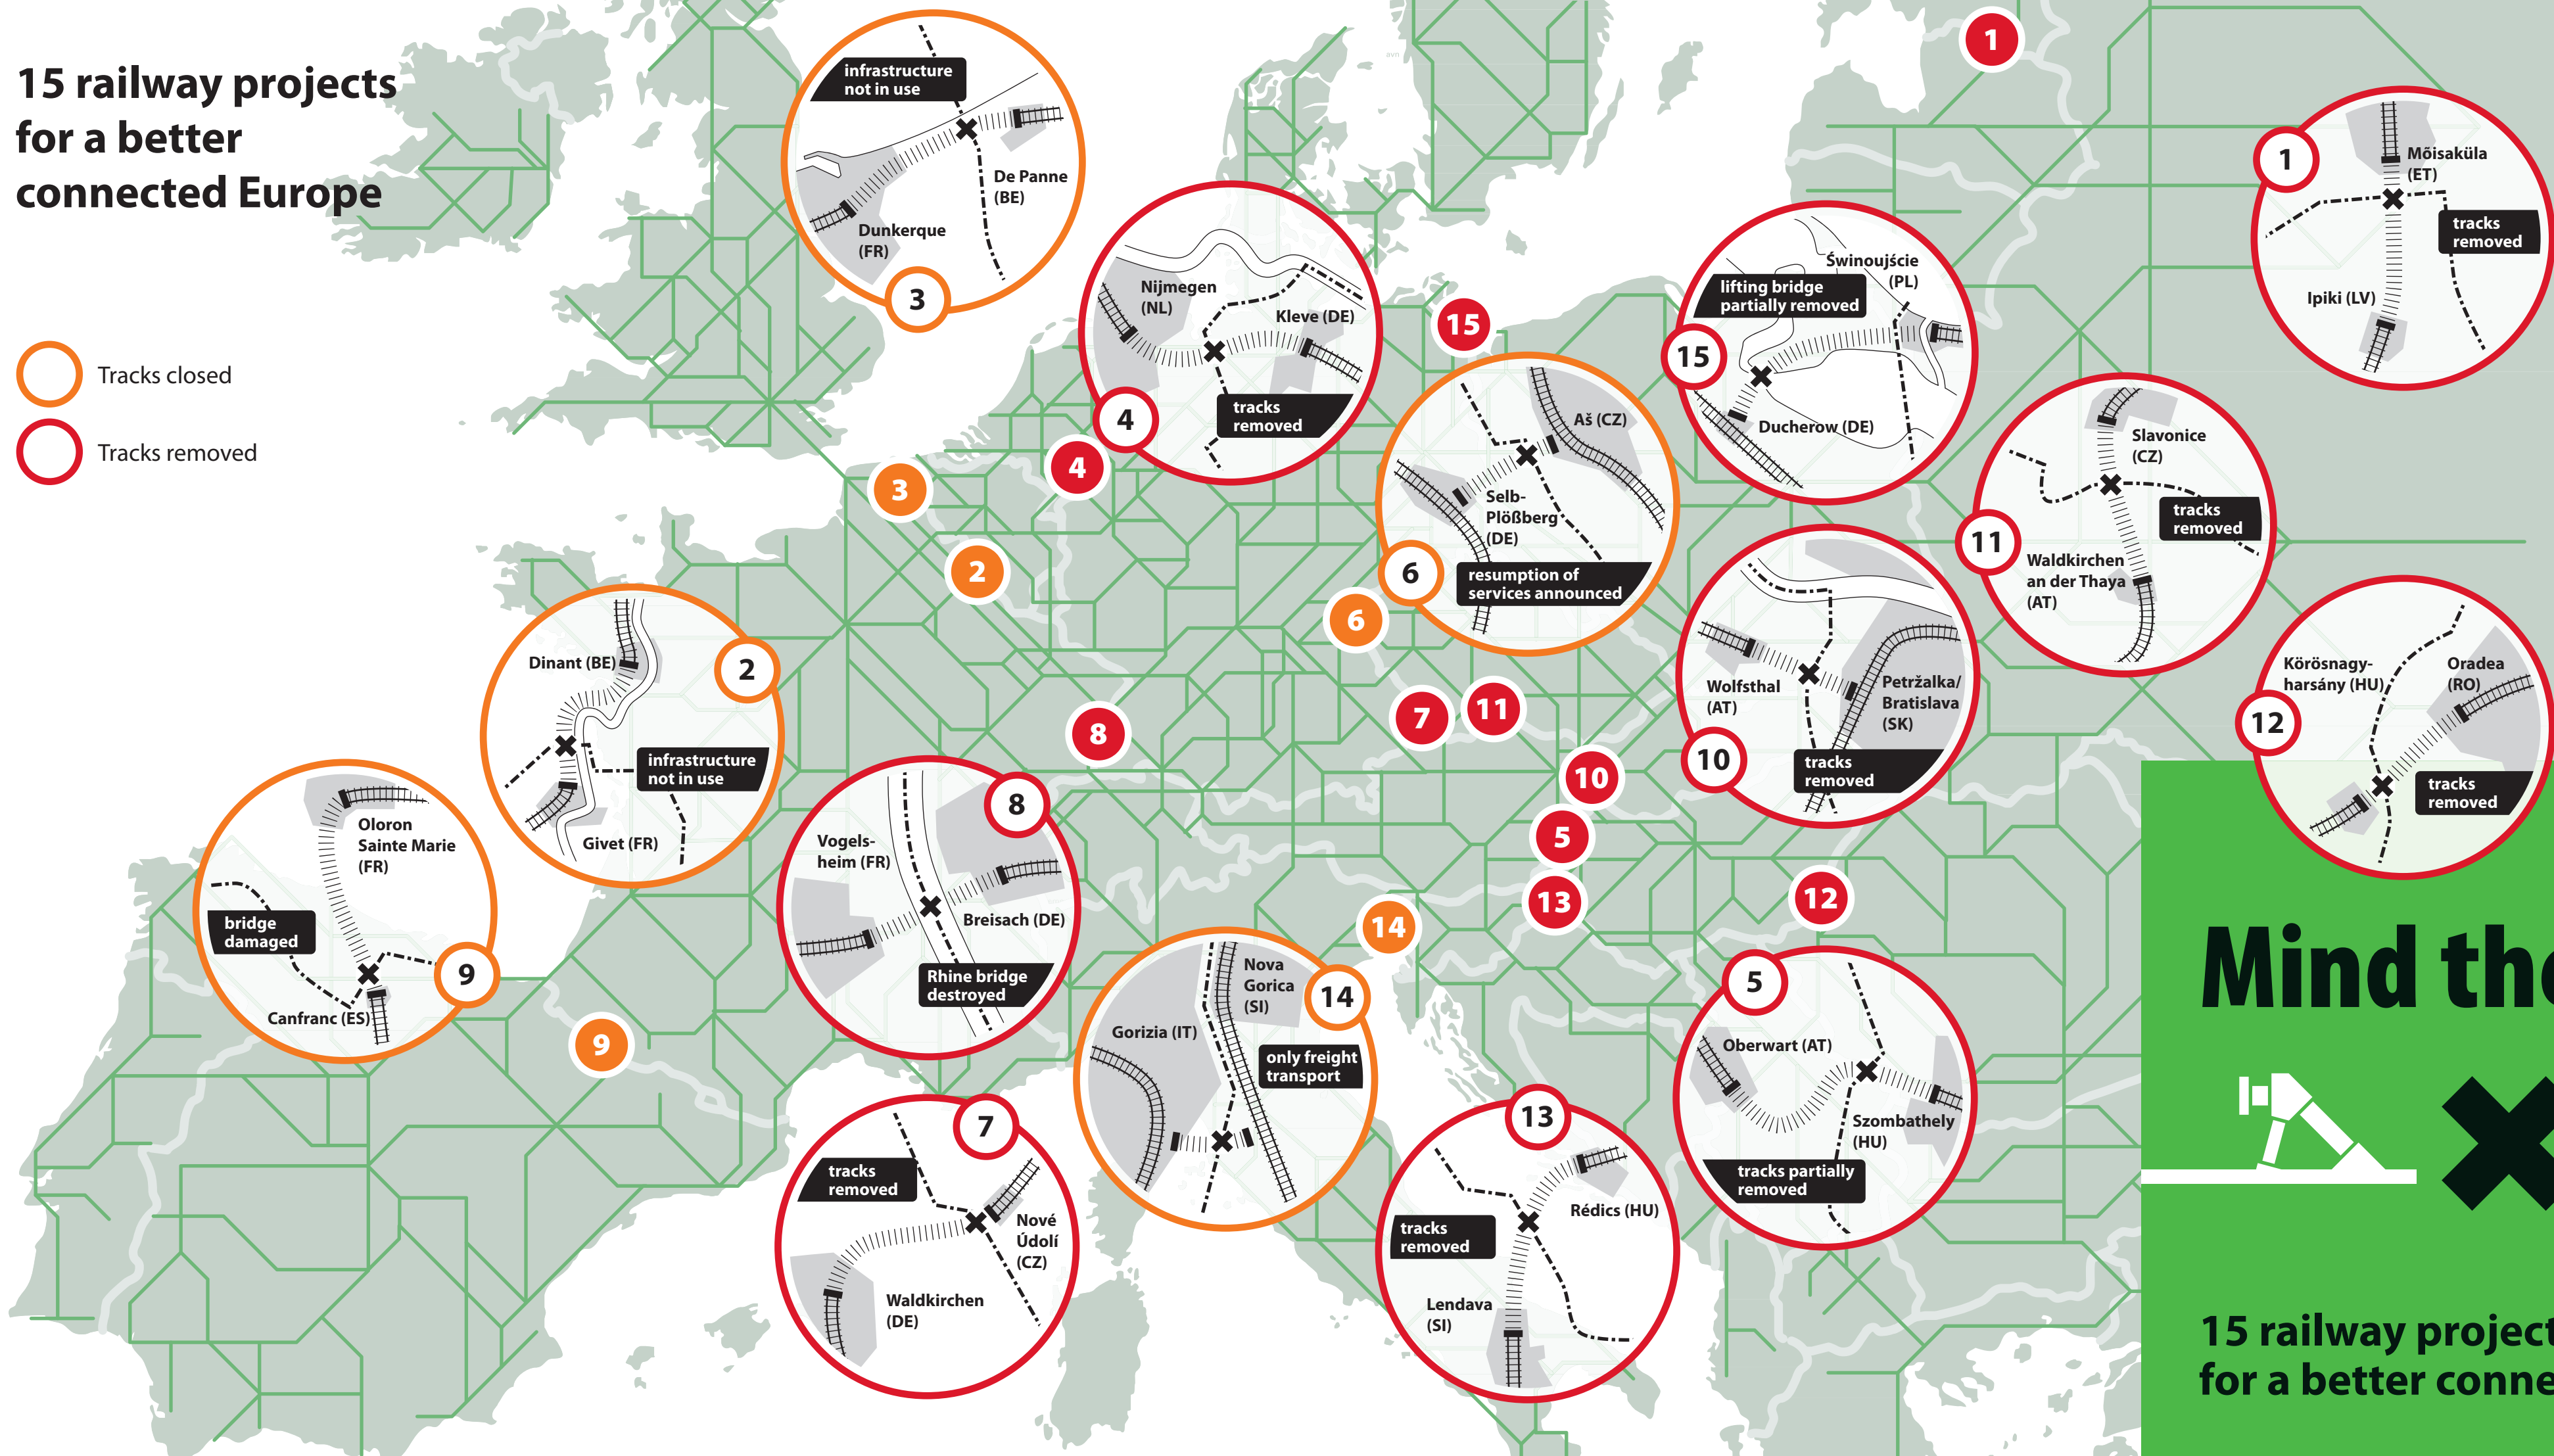 15 railway projects
for a better
connected Europe
Tracks closed
Tracks removed
infrastructure
not in use
De Panne
(BE)
Dunkerque
(FR)
3
Nijmegen
(NL)
Kleve (DE)
tracks
removed
4
1
1
Mõisaküla
(ET)
tracks
removed
Ipiki (LV)
Świnoujście
(PL)
lifting bridge
partially removed
15
Ducherow (DE)
15
Aš (CZ)
Selb-
Plößberg
(DE)
resumption of
services announced
6
Slavonice
(CZ)
tracks
removed
11
Waldkirchen
an der Thaya
(AT)
4
3
2
6
7
11
8
10
5
13
12
14
9
Dinant (BE)
2
infrastructure
not in use
Givet (FR)
Wolfsthal
(AT)
Petržalka/
Bratislava
(SK)
10
tracks
removed
Körösnagy-
harsány (HU)
Oradea
(RO)
12
tracks
removed
Oloron
Sainte Marie
(FR)
bridge
damaged
9
Canfranc (ES)
8
Vogels-
heim (FR)
Breisach (DE)
Rhine bridge
destroyed
Nova
Gorica
(SI)
14
Gorizia (IT)
only freight
transport
5
Oberwart (AT)
Szombathely
(HU)
tracks partially
removed
7
tracks
removed
Nové
Údolí
(CZ)
Waldkirchen
(DE)
13
Rédics (HU)
tracks
removed
Lendava
(SI)
Mind the
15 railway project
for a better conne